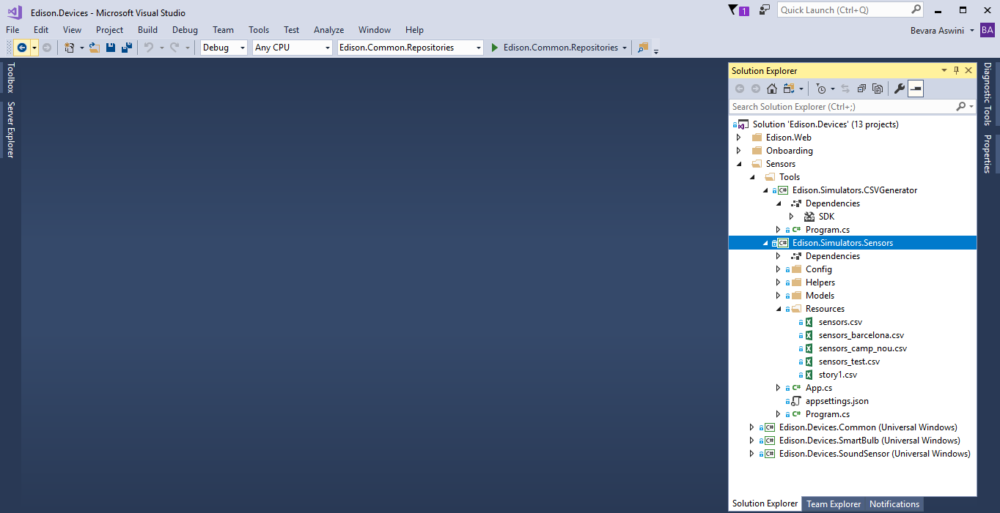 Edison.Devices - Microsoft Visual Studio
1
Quick Launch (Ctrl+Q)
File Edit View Project Build Debug Team Tools Test Analyze Window Help
Bevara Aswini BA
Debug Any CPU Edison.Common.Repositories Edison.Common.Repositories
Toolbox
Server Explorer
Solution Explorer
Search Solution Explorer (Ctrl+;)
Solution 'Edison.Devices' (13 projects)
Edison.Web
Onboarding
Sensors
Tools
C# Edison.Simulators.CSVGenerator
Dependencies
SDK
C# Program.cs
C# Edison.Simulators.Sensors
Dependencies
Config
Helpers
Models
Resources
sensors.csv
sensors_barcelona.csv
sensors_camp_nou.csv
sensors_test.csv
story1.csv
C# App.cs
appsettings.json
C# Program.cs
C# Edison.Devices.Common (Universal Windows)
C# Edison.Devices.SmartBulb (Universal Windows)
C# Edison.Devices.SoundSensor (Universal Windows)
Solution Explorer Team Explorer Notifications
Diagnostic Tools
Properties